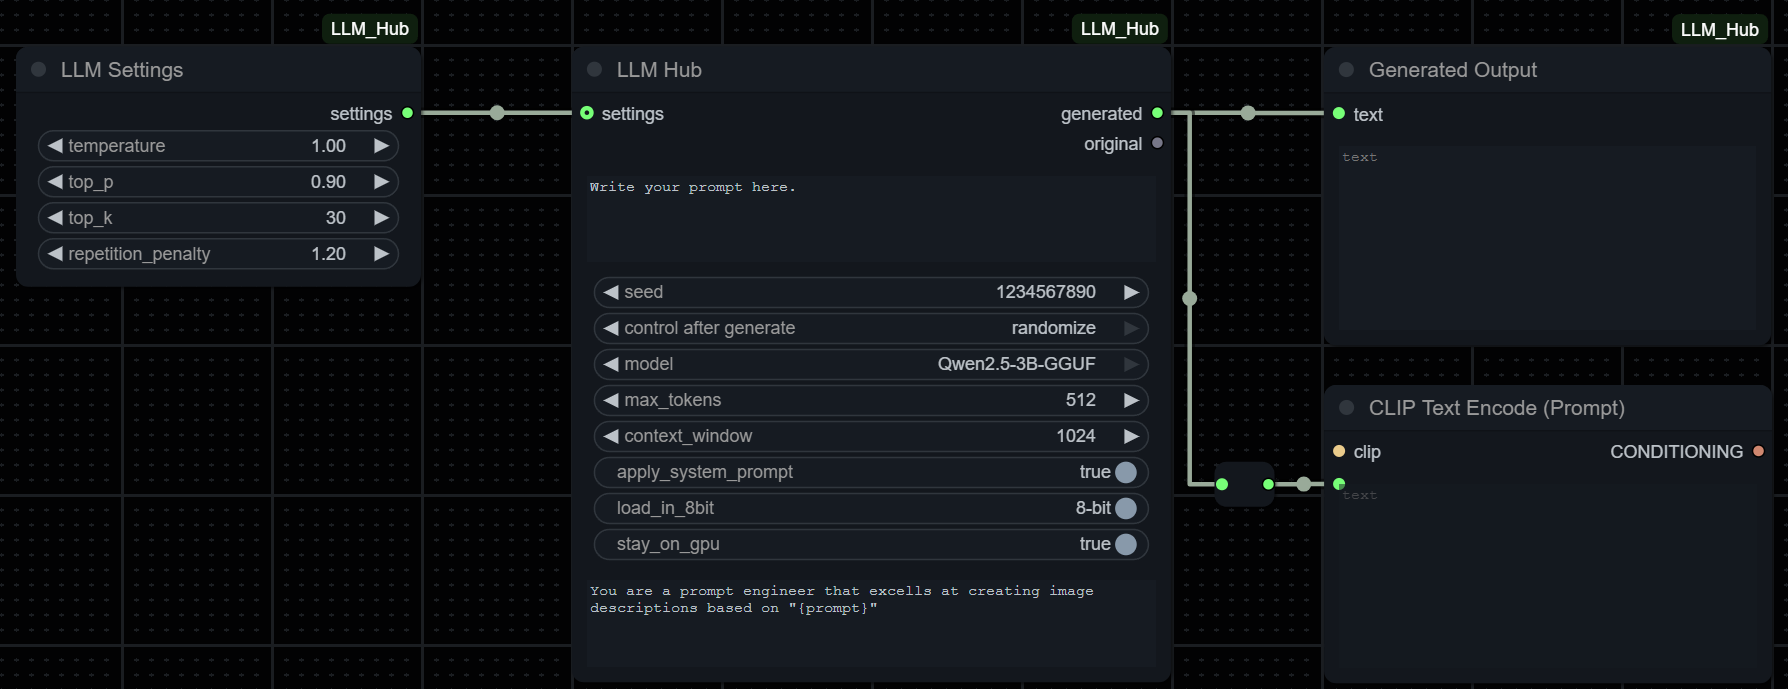 LLM_Hub
LLM Settings
settings
temperature 1.00
top_p 0.90
top_k 30
repetition_penalty 1.20
LLM_Hub
LLM Hub
settings
generated
original
Write your prompt here.
seed 1234567890
control after generate randomize
model Qwen2.5-3B-GGUF
max_tokens 512
context_window 1024
apply_system_prompt true
load_in_8bit 8-bit
stay_on_gpu true
You are a prompt engineer that excells at creating image
descriptions based on "{prompt}"
LLM_Hub
Generated Output
text
text
CLIP Text Encode (Prompt)
clip CONDITIONING
text